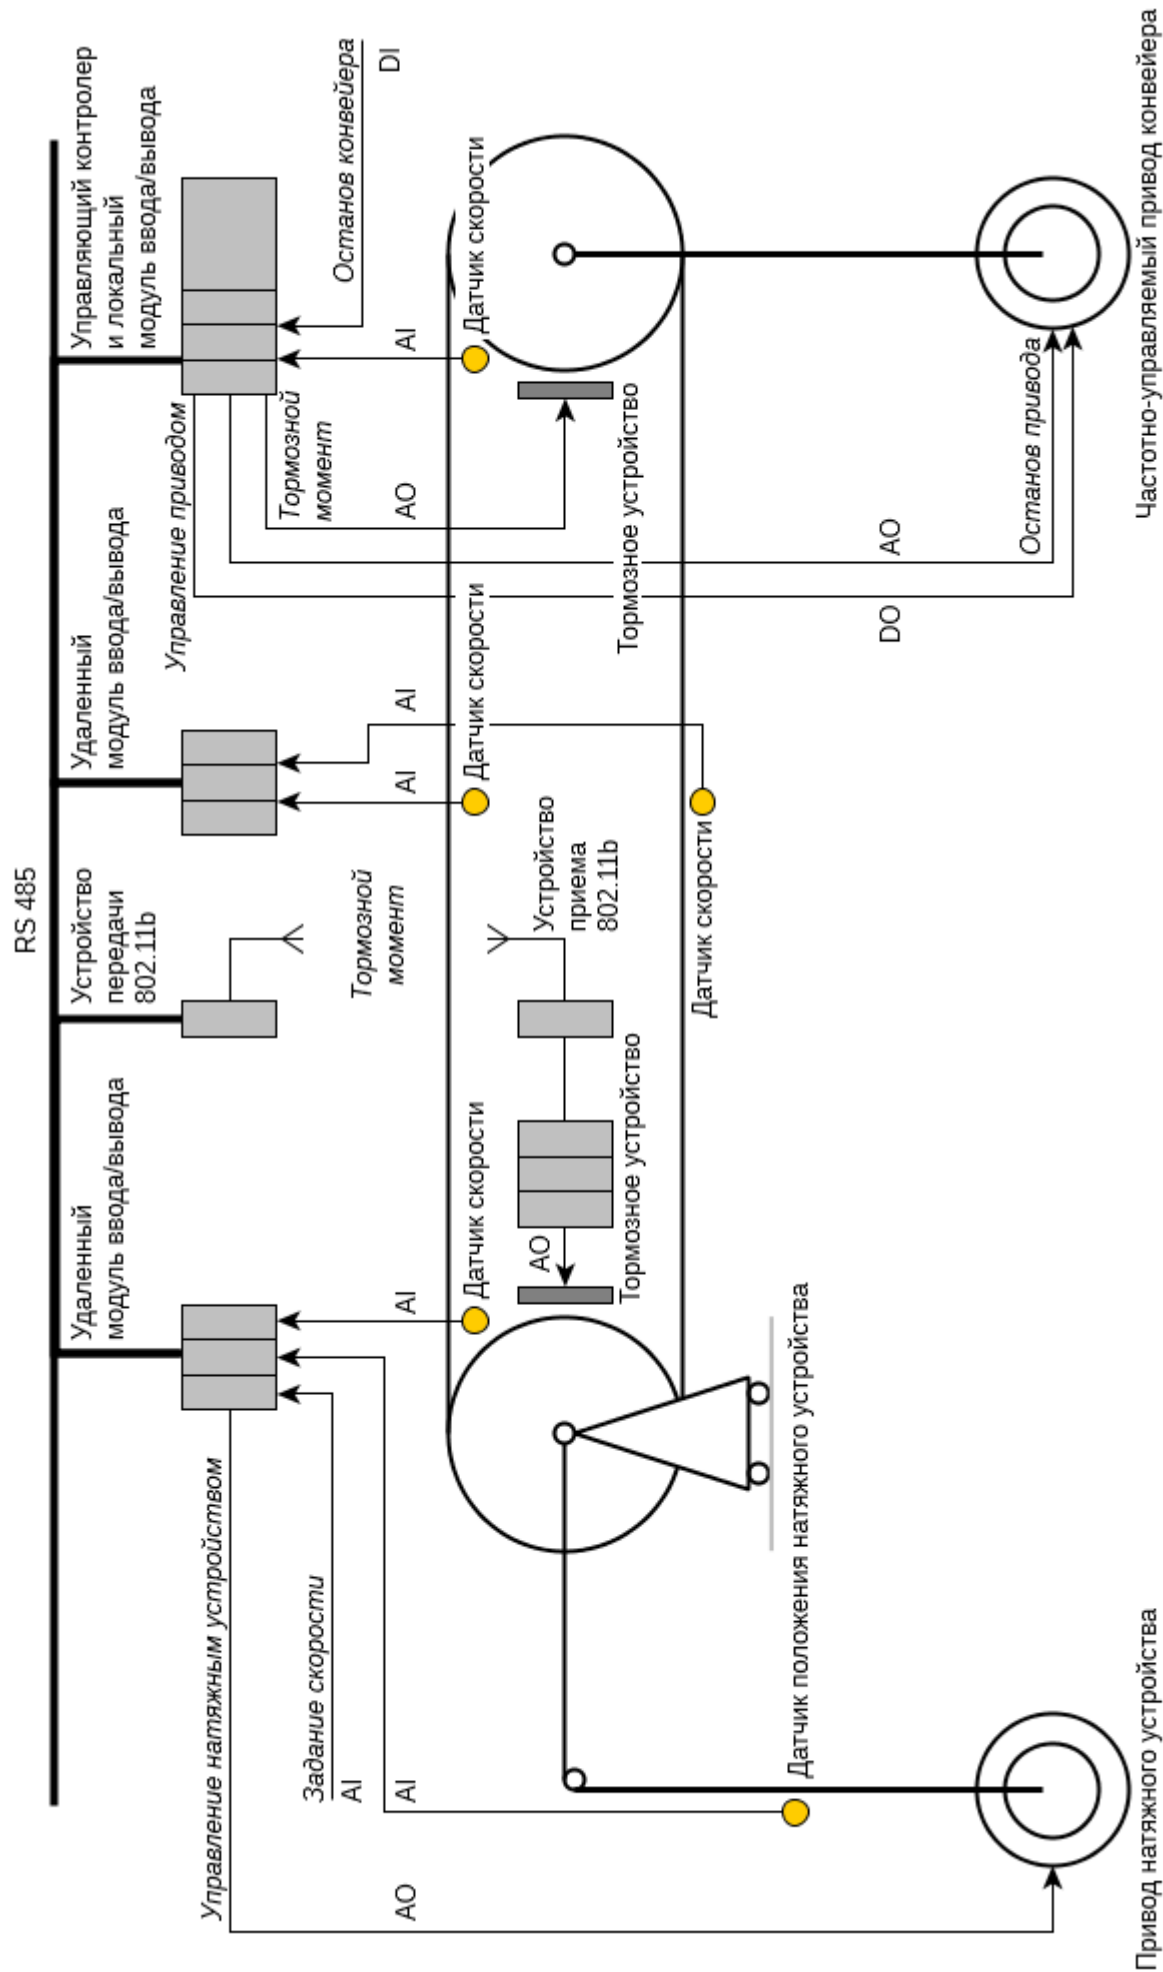 RS 485
Удаленный
модуль ввода/вывода
Устройство
передачи
802.11b
Удаленный
модуль ввода/вывода
Управляющий контролер
и локальный
модуль ввода/вывода
Управление натяжным устройством
Управление приводом
Задание скорости
AI
Тормозной
момент
Тормозной
момент
Останов конвейера
DI
AO
AI
AI
AI
AI
AO
AI
Датчик скорости
Датчик скорости
Датчик скорости
Устройство
приема
802.11b
AO
Тормозное устройство
Тормозное устройство
Датчик скорости
Датчик положения натяжного устройства
DO
AO
Останов привода
Привод натяжного устройства
Частотно-управляемый привод конвейера